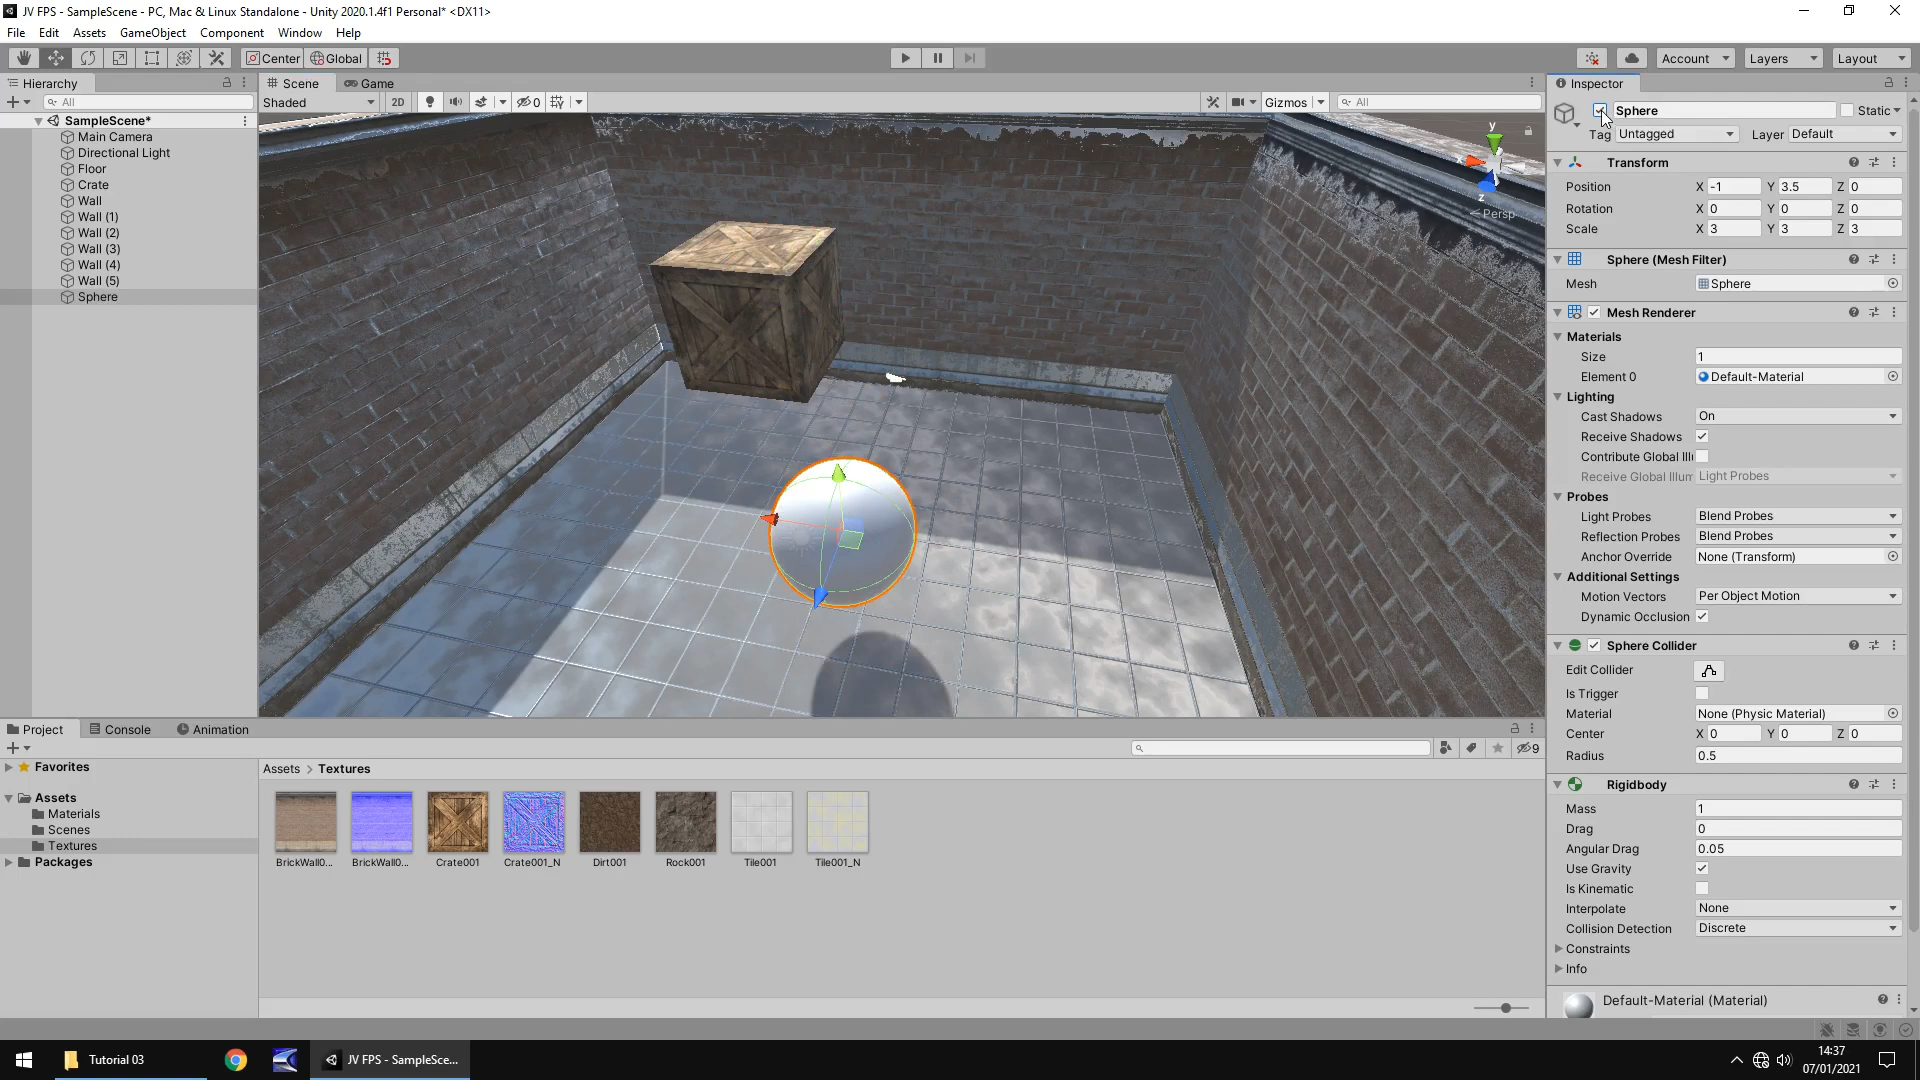 JV FPS - SampleScene - PC, Mac & Linux Standalone - Unity 2020.1.4f1 Personal* <DX11>
File Edit Assets GameObject Component Window Help
Center Global Account Layers Layout
Hierarchy
All
SampleScene*
Main Camera
Directional Light
Floor
Crate
Wall
Wall (1)
Wall (2)
Wall (3)
Wall (4)
Wall (5)
Sphere
Scene Game
Shaded 2D 0 Gizmos All
y
x
z
Persp
Inspector
Sphere Static
Tag Untagged Layer Default
Transform
Position X -1 Y 3.5 Z 0
Rotation X 0 Y 0 Z 0
Scale X 3 Y 3 Z 3
Sphere (Mesh Filter)
Mesh Sphere
Mesh Renderer
Materials
Size 1
Element 0 Default-Material
Lighting
Cast Shadows On
Receive Shadows
Contribute Global Illu
Receive Global Illum Light Probes
Probes
Light Probes Blend Probes
Reflection Probes Blend Probes
Anchor Override None (Transform)
Additional Settings
Motion Vectors Per Object Motion
Dynamic Occlusion
Sphere Collider
Edit Collider
Is Trigger
Material None (Physic Material)
Center X 0 Y 0 Z 0
Radius 0.5
Rigidbody
Mass 1
Drag 0
Angular Drag 0.05
Use Gravity
Is Kinematic
Interpolate None
Collision Detection Discrete
Constraints
Info
Default-Material (Material)
Project Console Animation
9
Favorites
Assets
Materials
Scenes
Textures
Packages
Assets > Textures
BrickWall0... BrickWall0... Crate001 Crate001_N Dirt001 Rock001 Tile001 Tile001_N
Tutorial 03
JV FPS - SampleSce...
14:37
07/01/2021